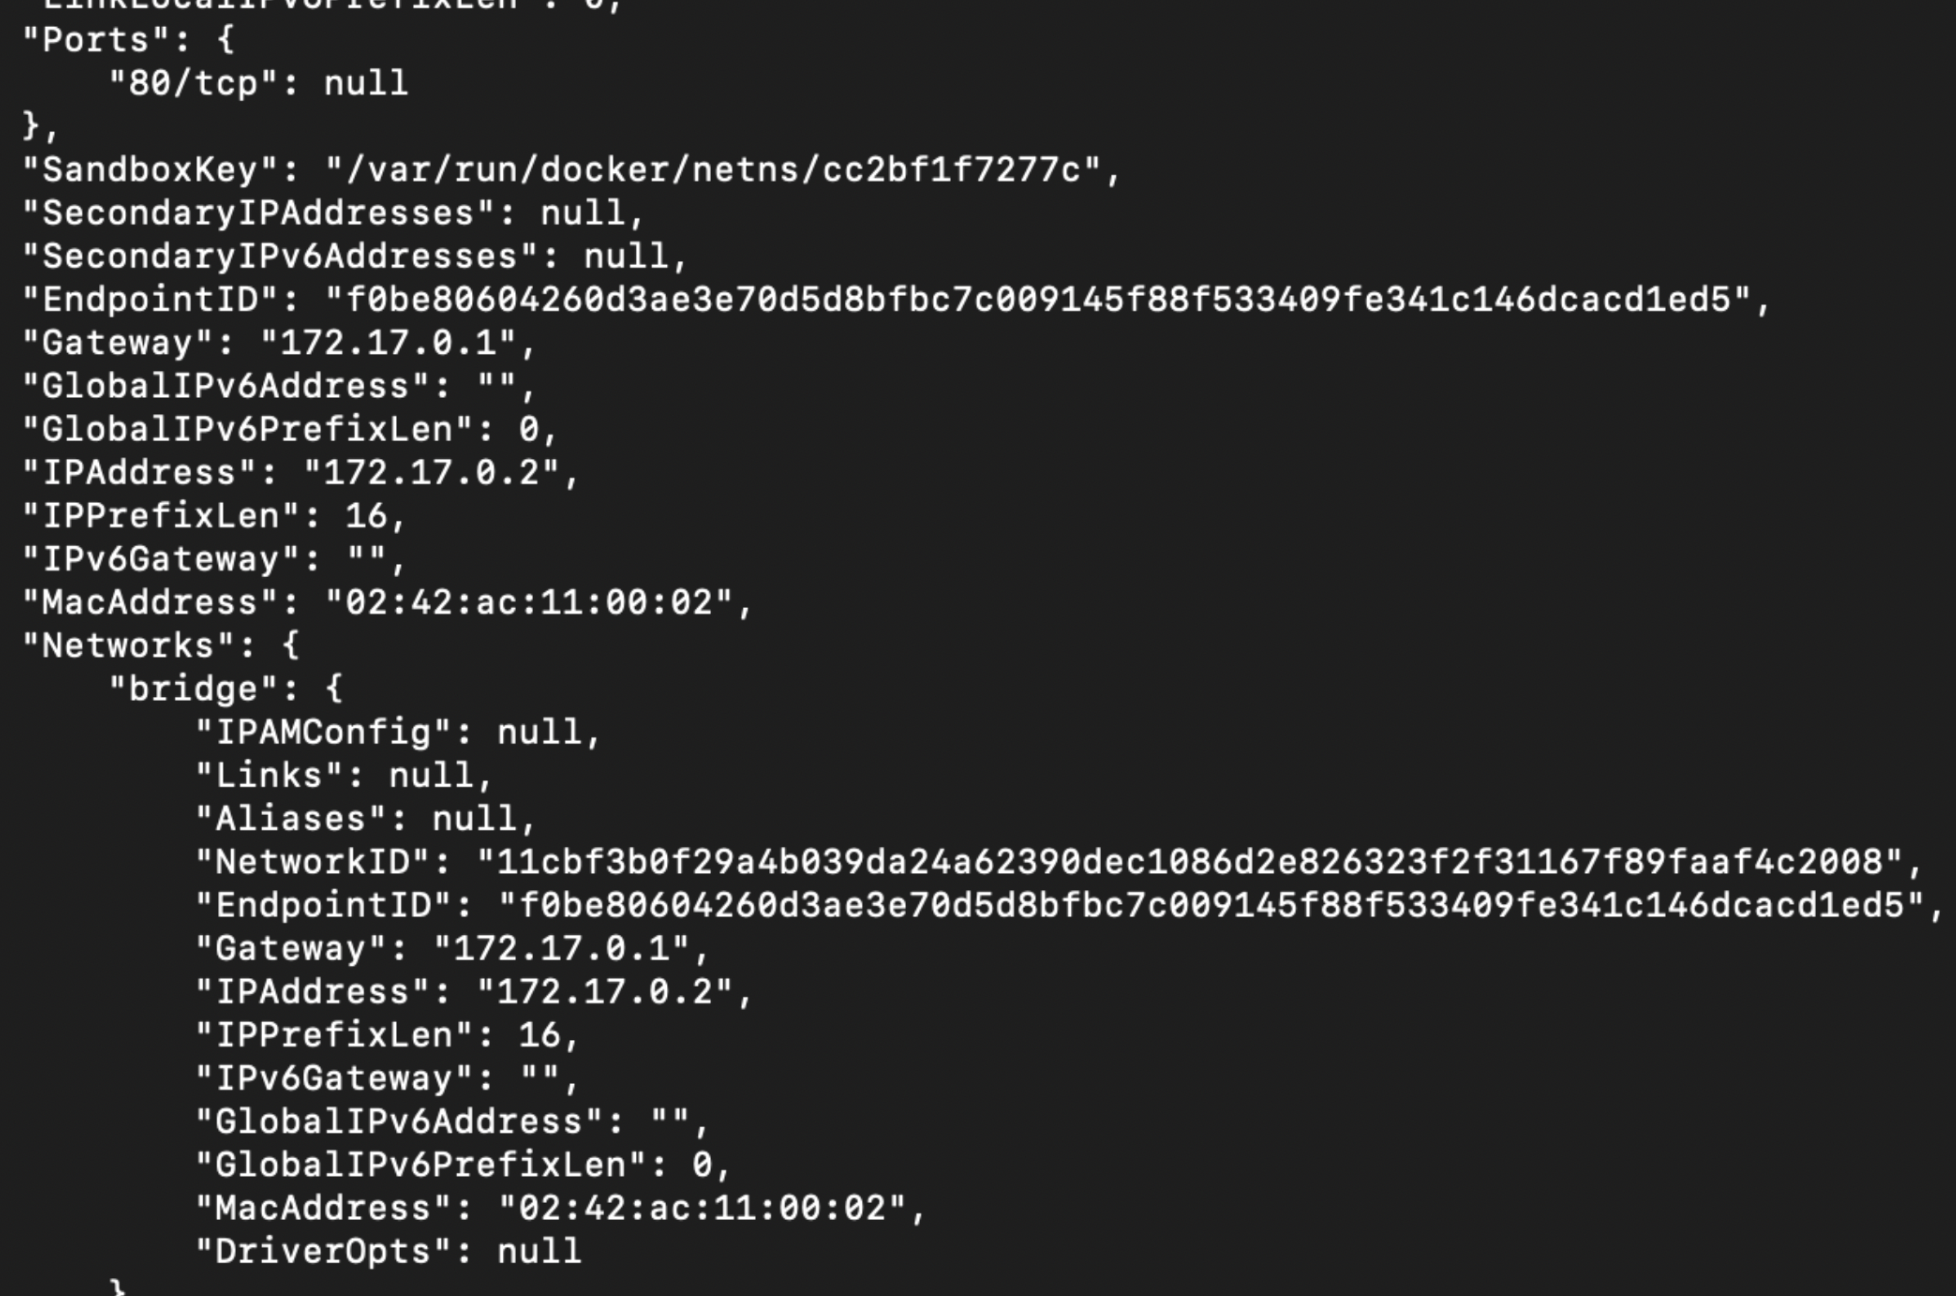 "LinkLocalIPv6PrefixLen": 0,
"Ports": {
"80/tcp": null
},
"SandboxKey": "/var/run/docker/netns/cc2bf1f7277c",
"SecondaryIPAddresses": null,
"SecondaryIPv6Addresses": null,
"EndpointID": "f0be80604260d3ae3e70d5d8bfbc7c009145f88f533409fe341c146dcacd1ed5",
"Gateway": "172.17.0.1",
"GlobalIPv6Address": "",
"GlobalIPv6PrefixLen": 0,
"IPAddress": "172.17.0.2",
"IPPrefixLen": 16,
"IPv6Gateway": "",
"MacAddress": "02:42:ac:11:00:02",
"Networks": {
"bridge": {
"IPAMConfig": null,
"Links": null,
"Aliases": null,
"NetworkID": "11cbf3b0f29a4b039da24a62390dec1086d2e826323f2f31167f89faaf4c2008",
"EndpointID": "f0be80604260d3ae3e70d5d8bfbc7c009145f88f533409fe341c146dcacd1ed5",
"Gateway": "172.17.0.1",
"IPAddress": "172.17.0.2",
"IPPrefixLen": 16,
"IPv6Gateway": "",
"GlobalIPv6Address": "",
"GlobalIPv6PrefixLen": 0,
"MacAddress": "02:42:ac:11:00:02",
"DriverOpts": null
}